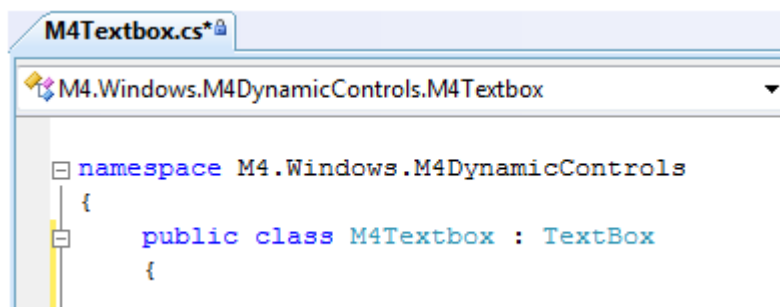 M4Textbox.cs*
M4.Windows.M4DynamicControls.M4Textbox
namespace M4.Windows.M4DynamicControls
{
public class M4Textbox : TextBox
{